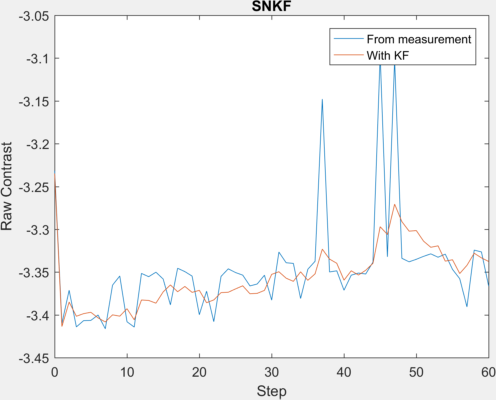 SNKF
-3.05
-3.1
-3.15
-3.2
-3.25
-3.3
-3.35
-3.4
-3.45
Raw Contrast
From measurement
With KF
0 10 20 30 40 50 60
Step